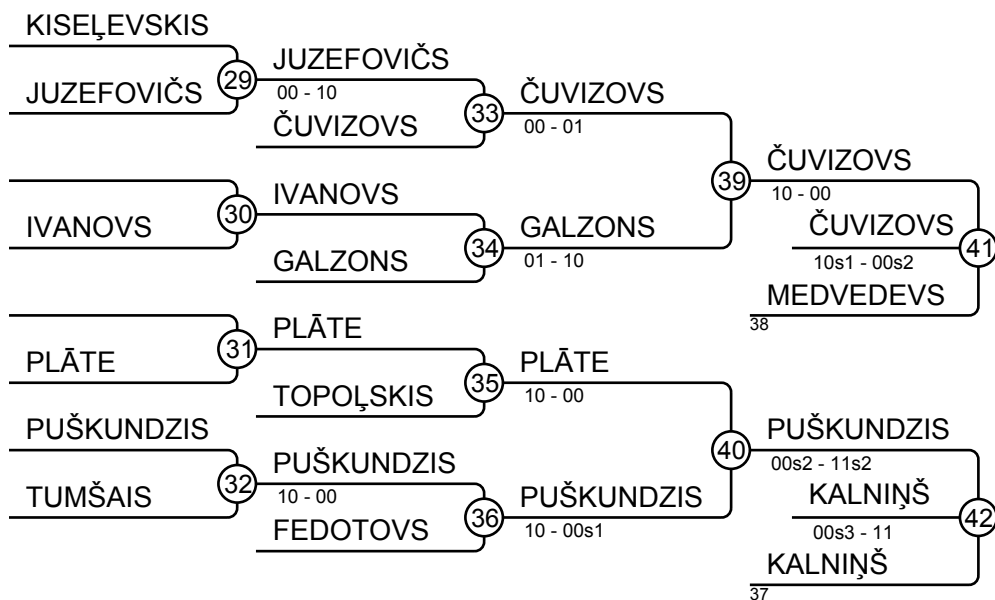 KISEĻEVSKIS
JUZEFOVIČS
29
JUZEFOVIČS
00 - 10
ČUVIZOVS
33
ČUVIZOVS
00 - 01
39
ČUVIZOVS
10 - 00
ČUVIZOVS
10s1 - 00s2
41
MEDVEDEVS
38
IVANOVS
30
IVANOVS
GALZONS
34
GALZONS
01 - 10
PLĀTE
31
PLĀTE
TOPOĻSKIS
35
PLĀTE
10 - 00
PUŠKUNDZIS
TUMŠAIS
32
PUŠKUNDZIS
10 - 00
FEDOTOVS
36
PUŠKUNDZIS
10 - 00s1
40
PUŠKUNDZIS
00s2 - 11s2
KALNIŅŠ
00s3 - 11
42
KALNIŅŠ
37